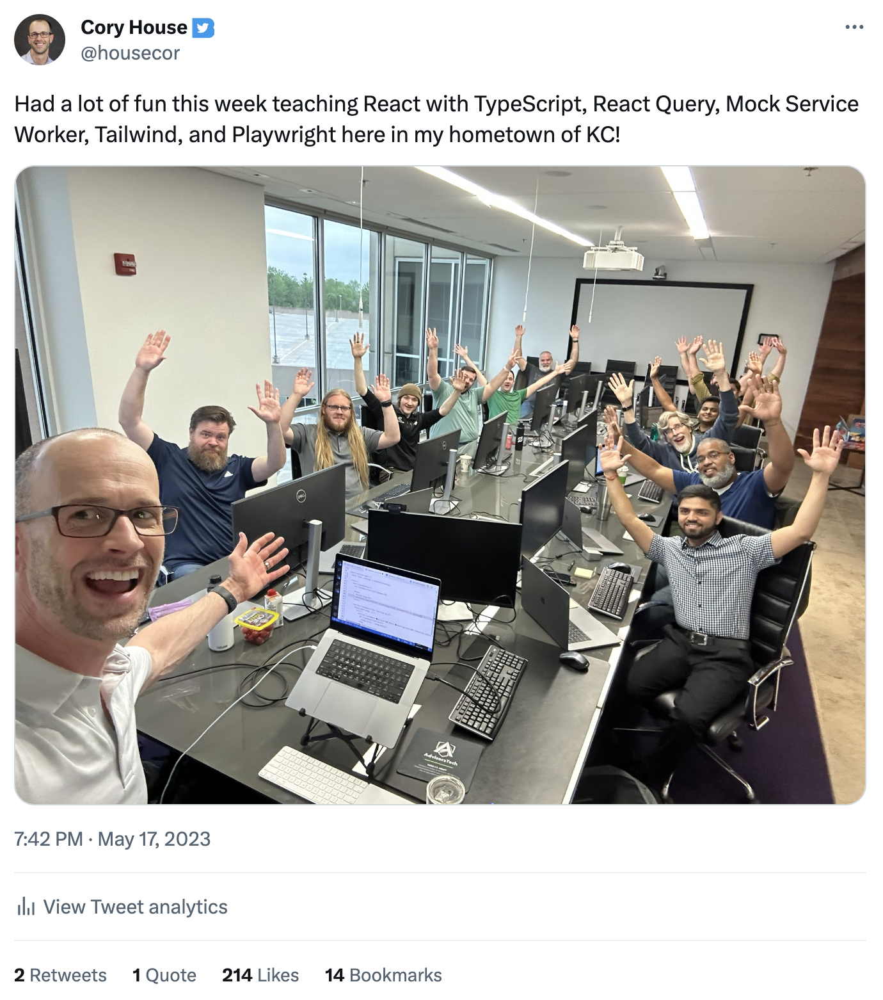 Cory House
@housecor
Had a lot of fun this week teaching React with TypeScript, React Query, Mock Service
Worker, Tailwind, and Playwright here in my hometown of KC!
DELL
AdvisorsTech
7:42 PM · May 17, 2023
View Tweet analytics
2 Retweets 1 Quote 214 Likes 14 Bookmarks